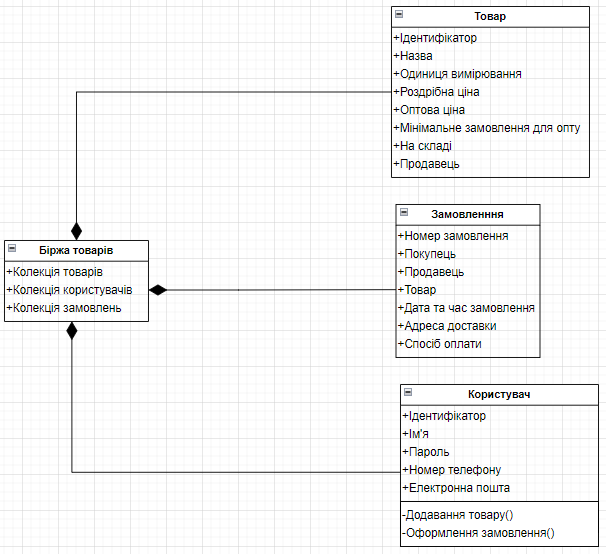 Товар
+Ідентифікатор
+Назва
+Одиниця вимірювання
+Роздрібна ціна
+Оптова ціна
+Мінімальне замовлення для опту
+На складі
+Продавець
Замовленння
+Номер замовлення
+Покупець
+Продавець
+Товар
+Дата та час замовлення
+Адреса доставки
+Спосіб оплати
Біржа товарів
+Колекція товарів
+Колекція користувачів
+Колекція замовлень
Користувач
+Ідентифікатор
+Ім'я
+Пароль
+Номер телефону
+Електронна пошта
-Додавання товару()
-Оформлення замовлення()